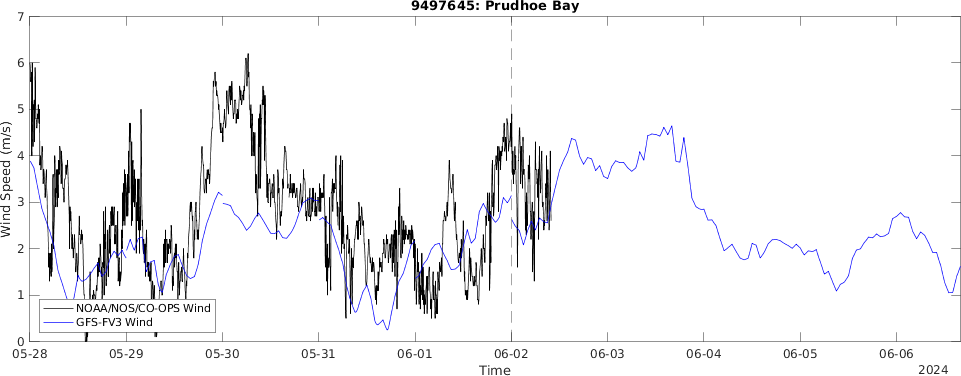 9497645: Prudhoe Bay
Wind Speed (m/s)
7
6
5
4
3
2
1
0
NOAA/NOS/CO-OPS Wind
GFS-FV3 Wind
05-28 05-29 05-30 05-31 06-01 06-02 06-03 06-04 06-05 06-06
Time
2024